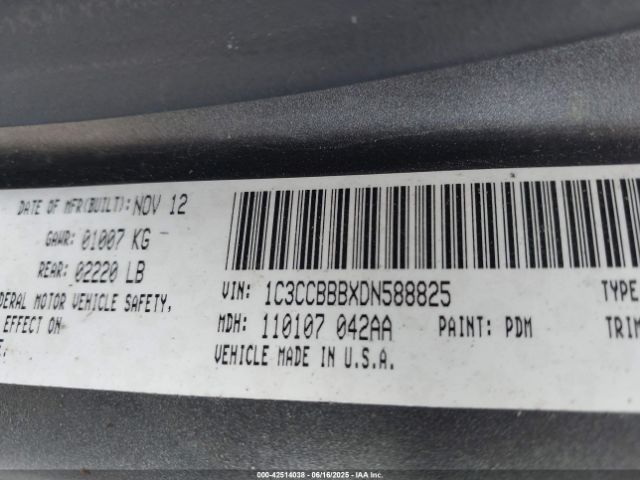 DATE OF MFR(BUILT): NOV 12
GAWR: 01007 KG
REAR: 02220 LB
DERAL MOTOR VEHICLE SAFETY,
EFFECT ON
E.
VIN: 1C3CCBBBXDN588825
TYPE
MDH: 110107 042AA PAINT: PDM TRIM
VEHICLE MADE IN U.S.A.
000-42514038 | 06/16/2025 | IAA Inc.